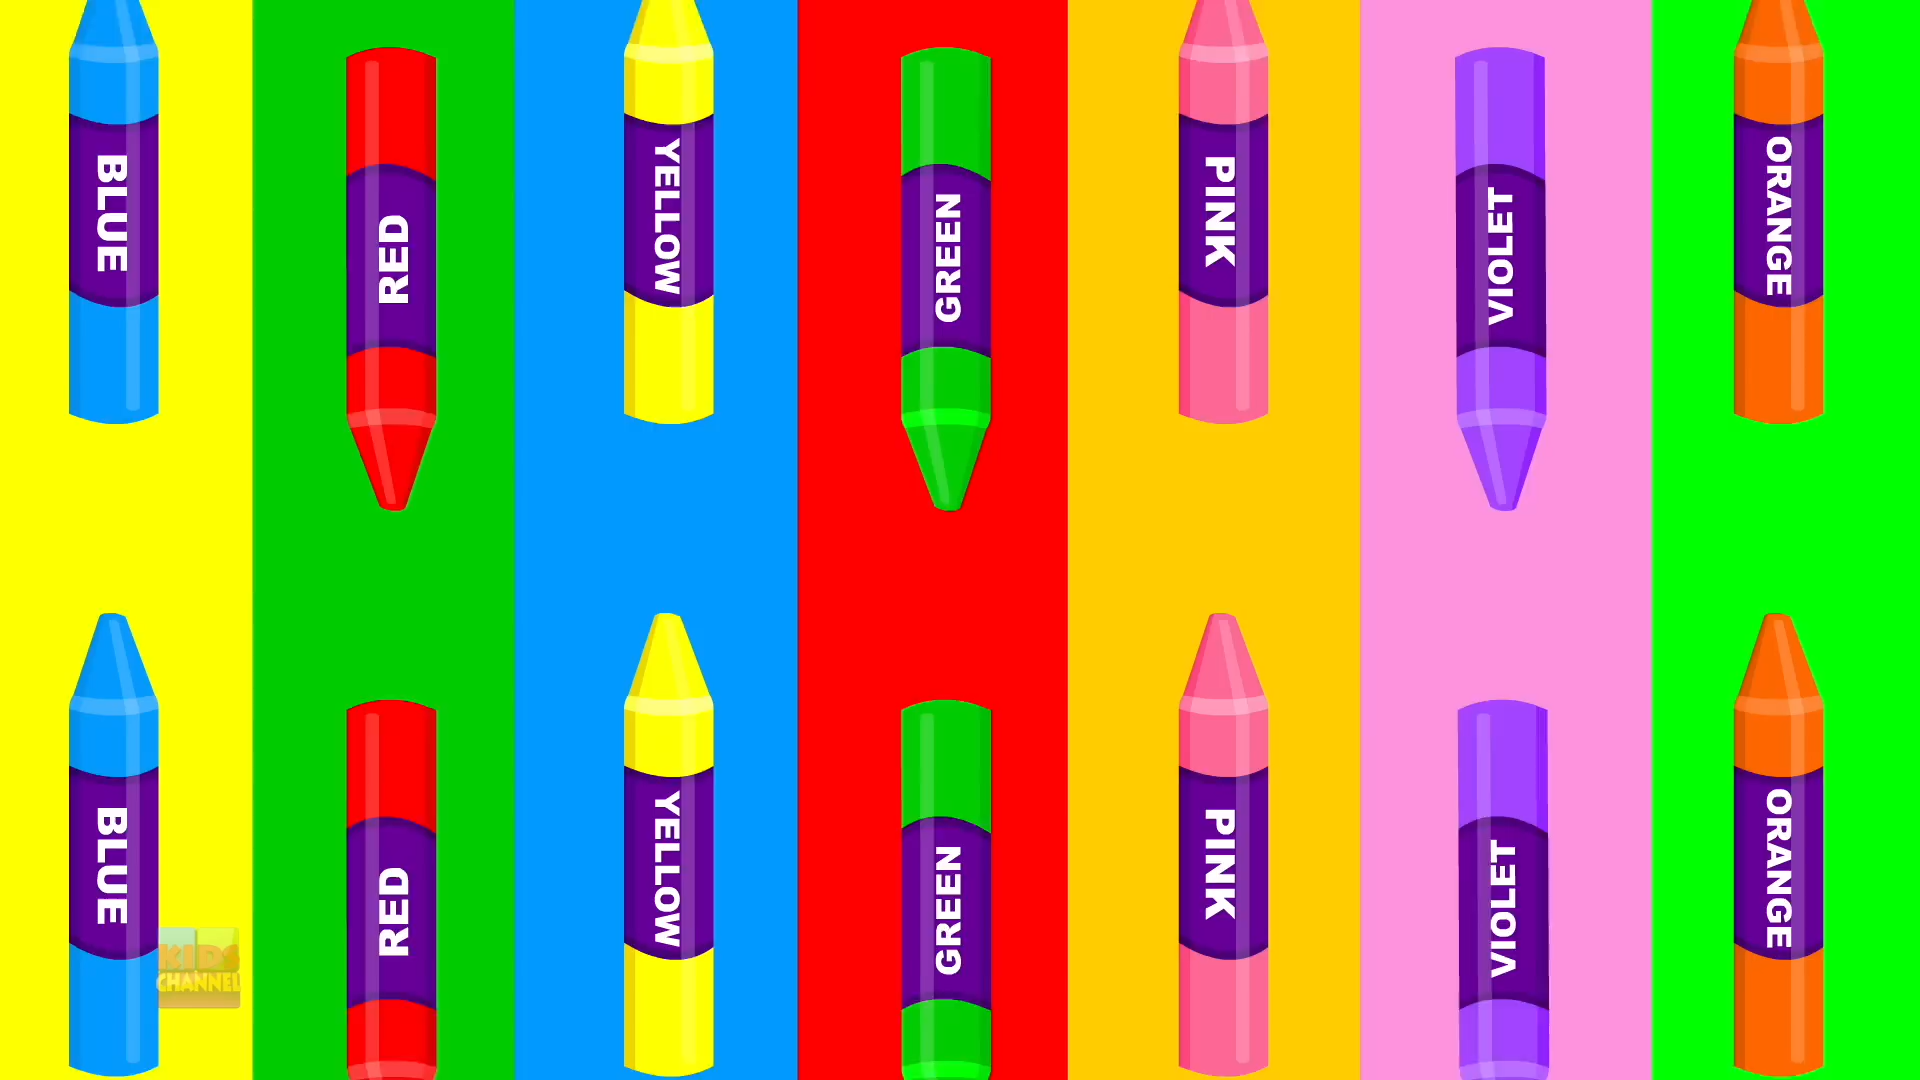 BLUE
RED
YELLOW
GREEN
PINK
VIOLET
ORANGE
BLUE
RED
YELLOW
GREEN
PINK
VIOLET
ORANGE
KIDS
CHANNEL